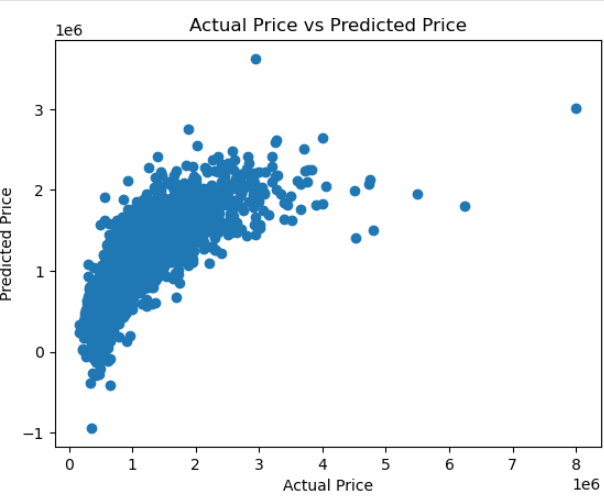 Actual Price vs Predicted Price
1e6
3
2
1
0
−1
Predicted Price
0 1 2 3 4 5 6 7 8
1e6
Actual Price